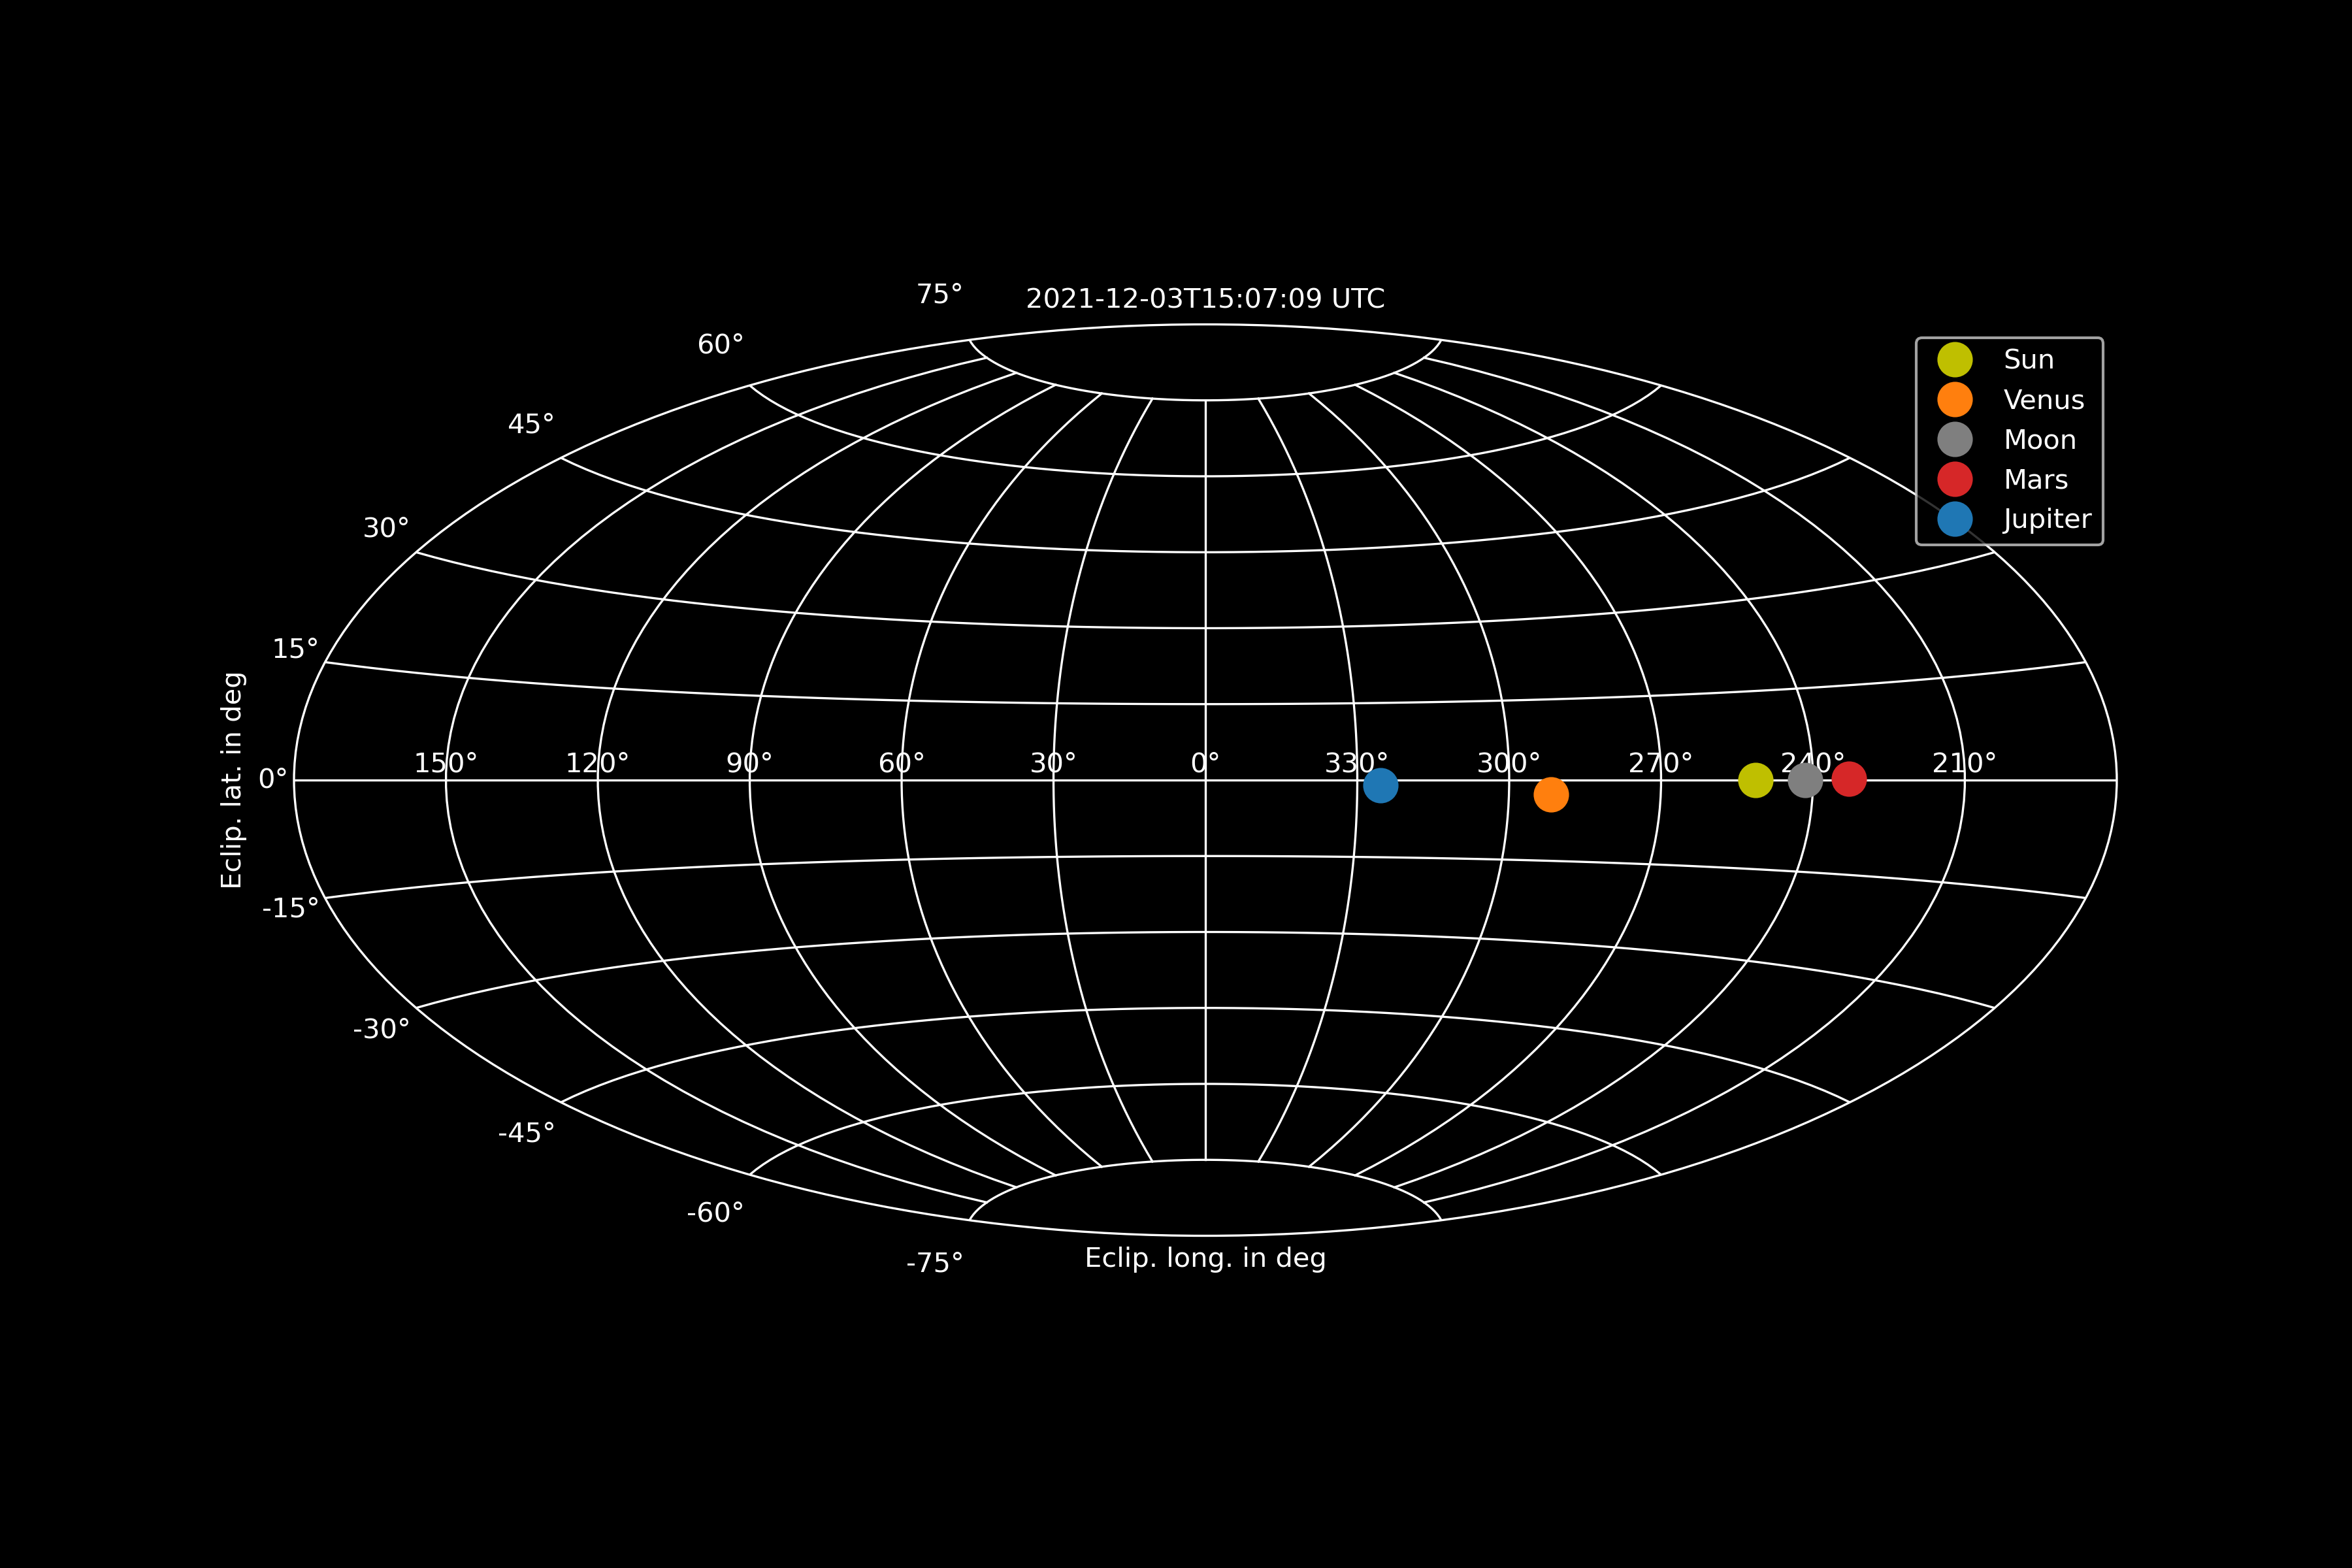 75°
2021-12-03T15:07:09 UTC
60°
45°
30°
15°
0°
-15°
-30°
-45°
-60°
-75°
Eclip. lat. in deg
150° 120° 90° 60° 30° 0° 330° 300° 270° 240° 210°
Eclip. long. in deg
Sun
Venus
Moon
Mars
Jupiter